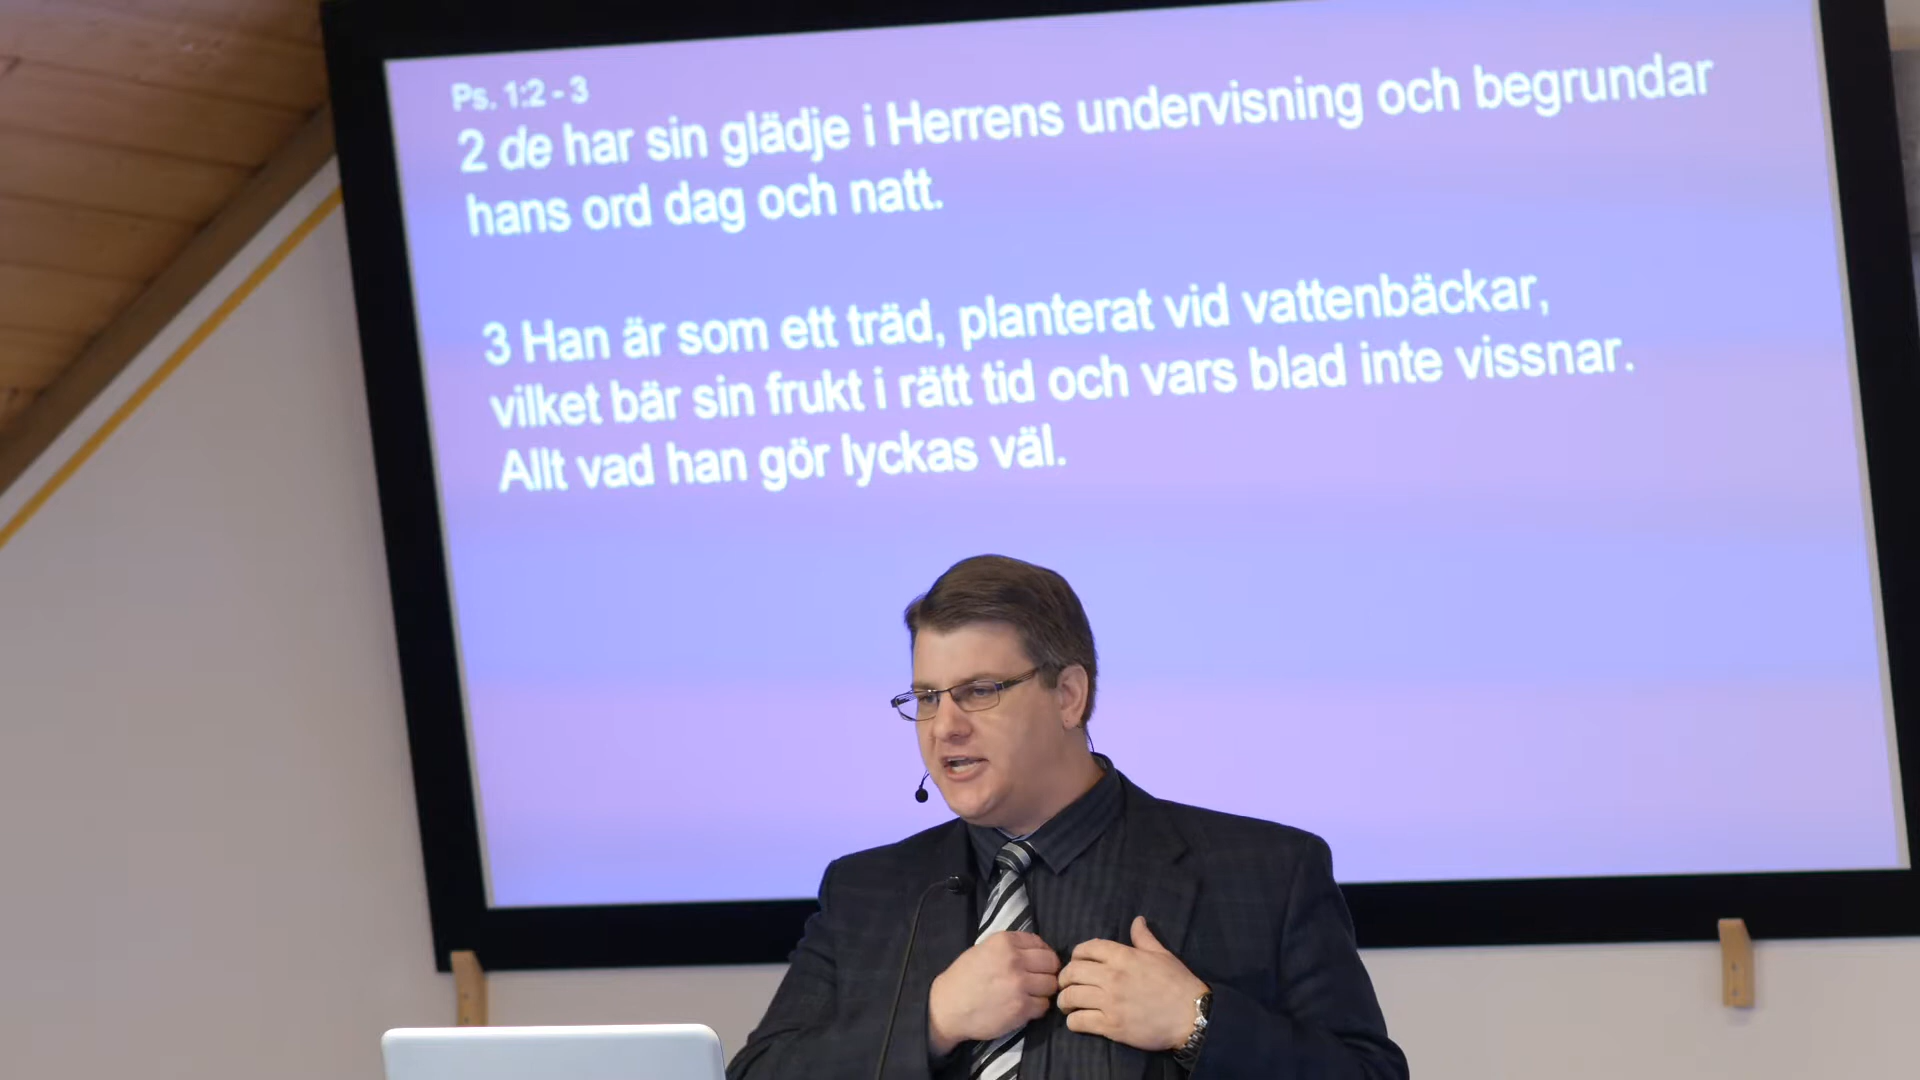 Ps. 1:2 - 3
2 de har sin glädje i Herrens undervisning och begrundar
hans ord dag och natt.
3 Han är som ett träd, planterat vid vattenbäckar,
vilket bär sin frukt i rätt tid och vars blad inte vissnar.
Allt vad han gör lyckas väl.